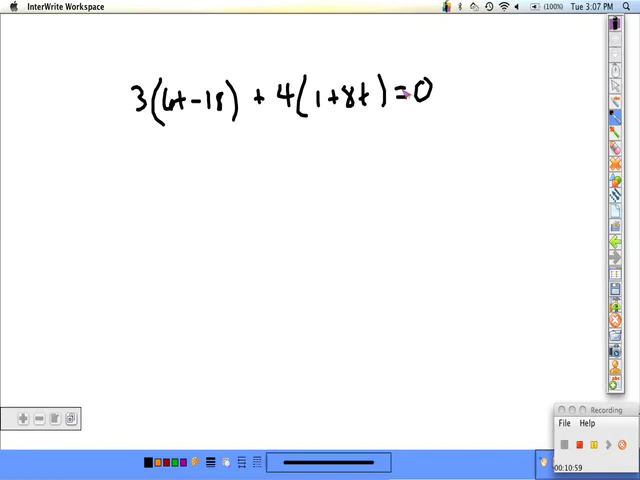 InterWrite Workspace
(100%) Tue 3:07 PM
3(6t-18) + 4(1+8t) = 0
Recording
File Help
00:10:59